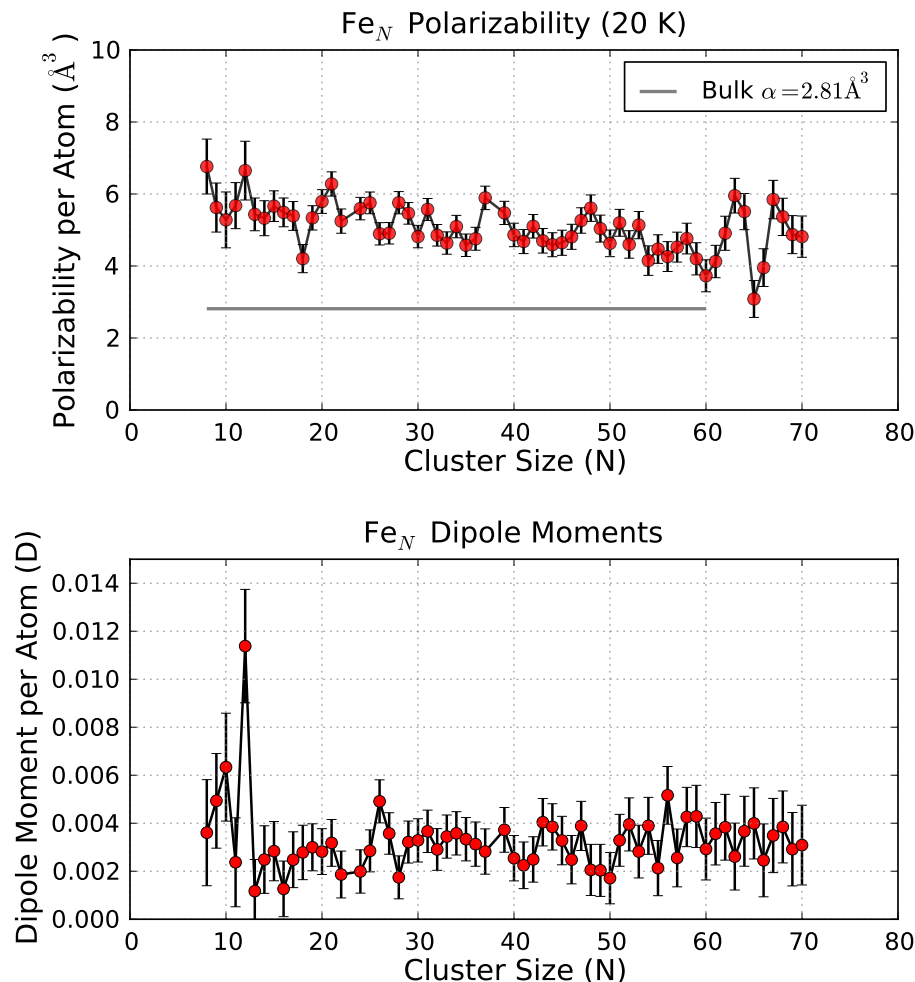 Fe_N Polarizability (20 K)
Polarizability per Atom (Å³)
10
8
6
4
2
0
Bulk α=2.81Å³
0 10 20 30 40 50 60 70 80
Cluster Size (N)
Fe_N Dipole Moments
Dipole Moment per Atom (D)
0.014
0.012
0.010
0.008
0.006
0.004
0.002
0.000
0 10 20 30 40 50 60 70 80
Cluster Size (N)